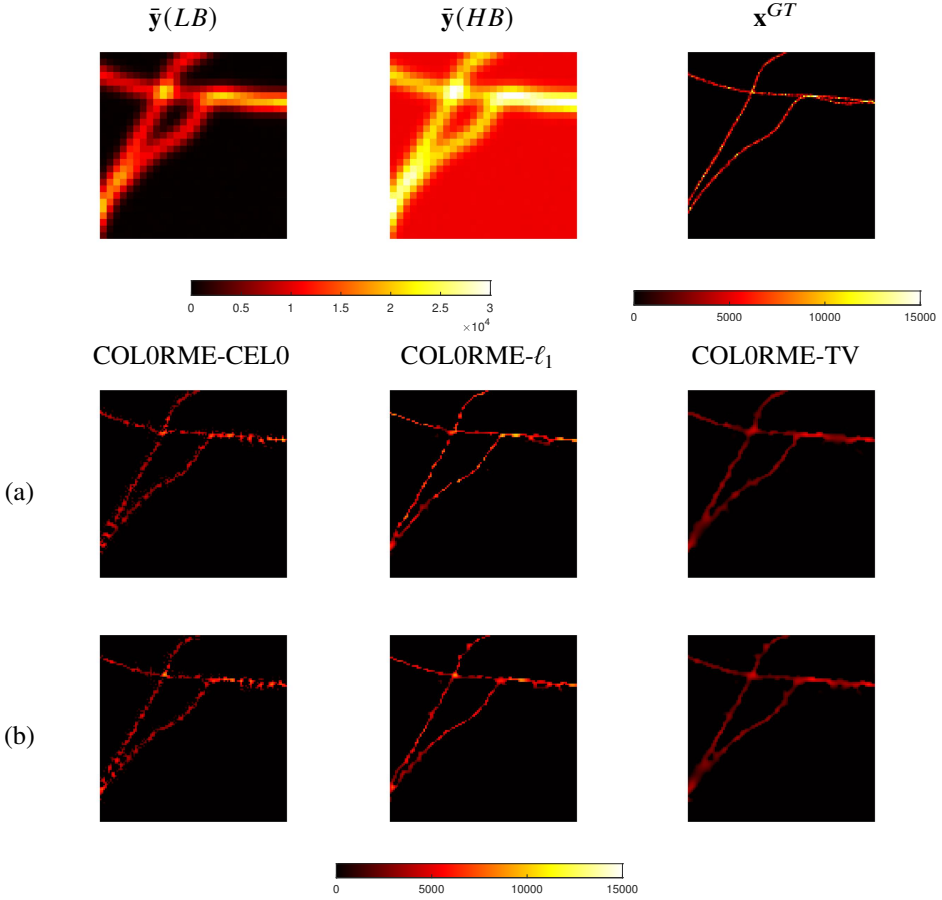 ȳ(LB) ȳ(HB) x^GT
0 0.5 1 1.5 2 2.5 3
×10^4
0 5000 10000 15000
COL0RME-CEL0 COL0RME-ℓ₁ COL0RME-TV
(a)
(b)
0 5000 10000 15000